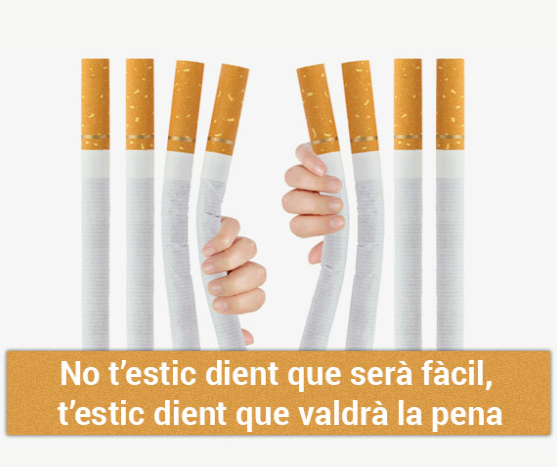 No t’estic dient que serà fàcil,
t’estic dient que valdrà la pena